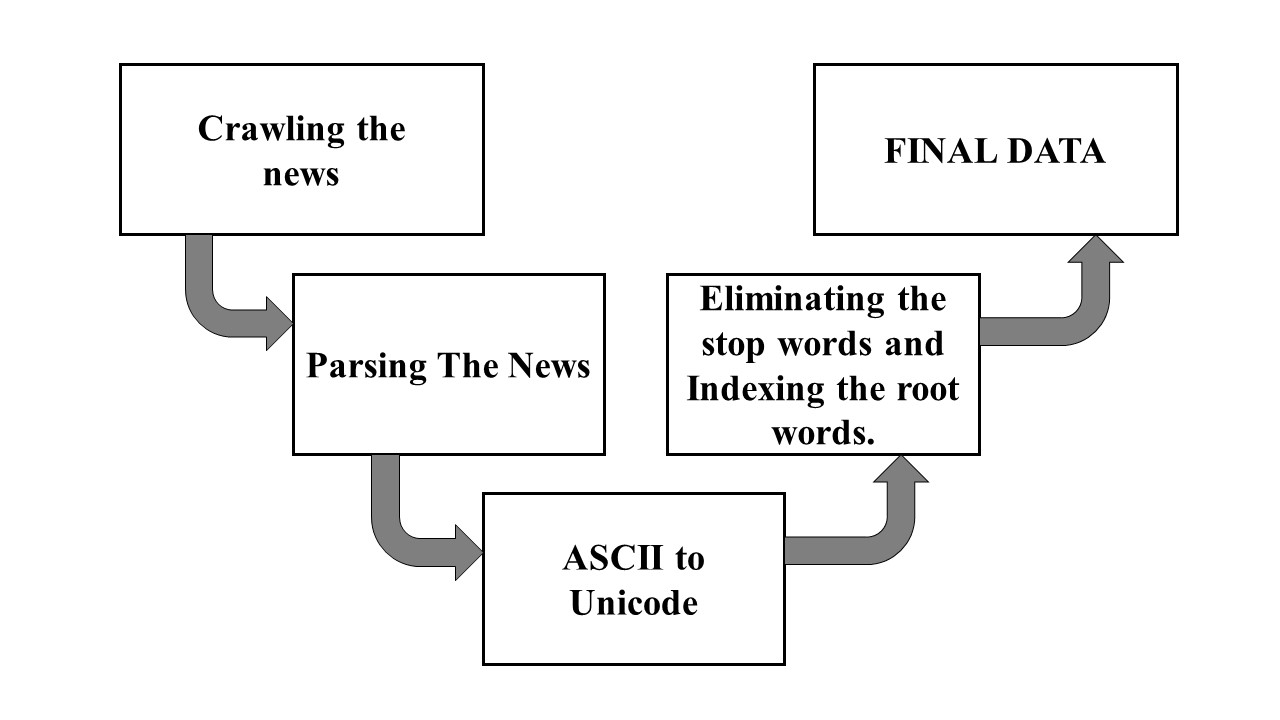 Crawling the
news
Parsing The News
ASCII to
Unicode
Eliminating the
stop words and
Indexing the root
words.
FINAL DATA